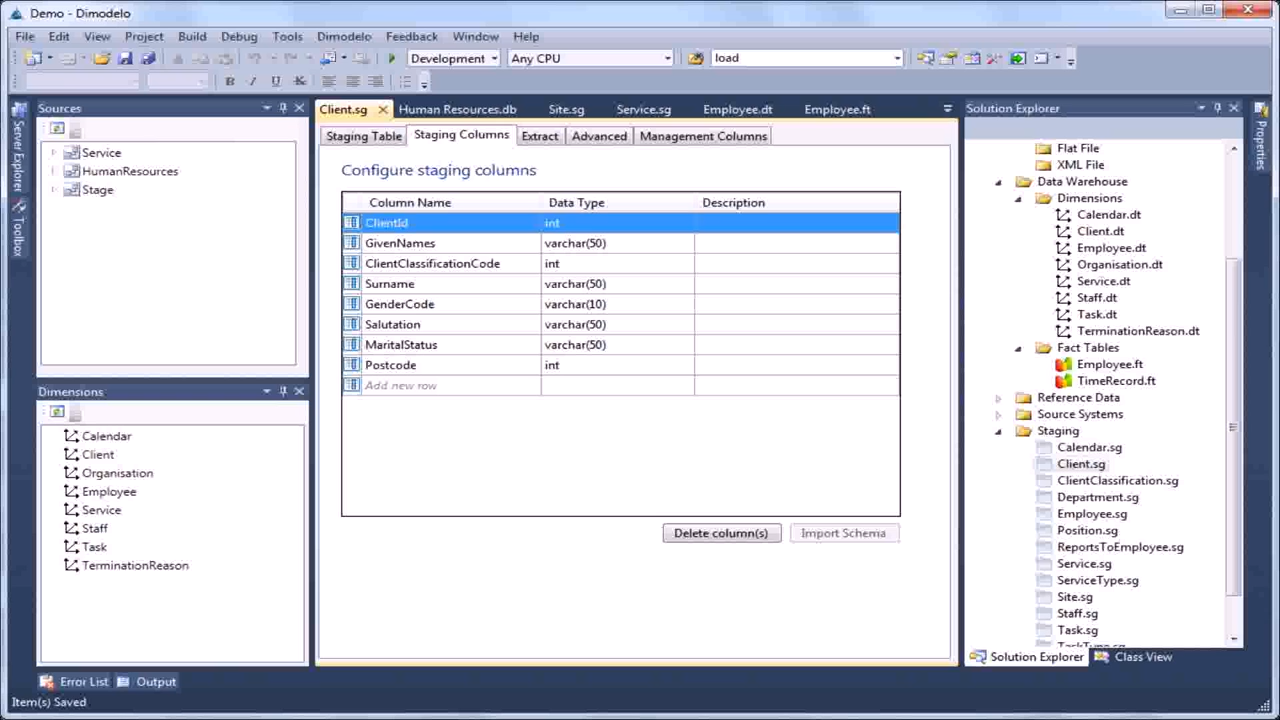 Demo - Dimodelo
File Edit View Project Build Debug Tools Dimodelo Feedback Window Help
Development Any CPU load
B I U K
Server Explorer
Toolbox
Sources
Service
HumanResources
Stage
Dimensions
Calendar
Client
Organisation
Employee
Service
Staff
Task
TerminationReason
Client.sg Human Resources.db Site.sg Service.sg Employee.dt Employee.ft
Staging Table Staging Columns Extract Advanced Management Columns
Configure staging columns
Column Name Data Type Description
ClientId int
GivenNames varchar(50)
ClientClassificationCode int
Surname varchar(50)
GenderCode varchar(10)
Salutation varchar(50)
MaritalStatus varchar(50)
Postcode int
Add new row
Delete column(s) Import Schema
Solution Explorer
Flat File
XML File
Data Warehouse
Dimensions
Calendar.dt
Client.dt
Employee.dt
Organisation.dt
Service.dt
Staff.dt
Task.dt
TerminationReason.dt
Fact Tables
Employee.ft
TimeRecord.ft
Reference Data
Source Systems
Staging
Calendar.sg
Client.sg
ClientClassification.sg
Department.sg
Employee.sg
Position.sg
ReportsToEmployee.sg
Service.sg
ServiceType.sg
Site.sg
Staff.sg
Task.sg
TaskType.sg
Solution Explorer Class View
Properties
Error List Output
Item(s) Saved